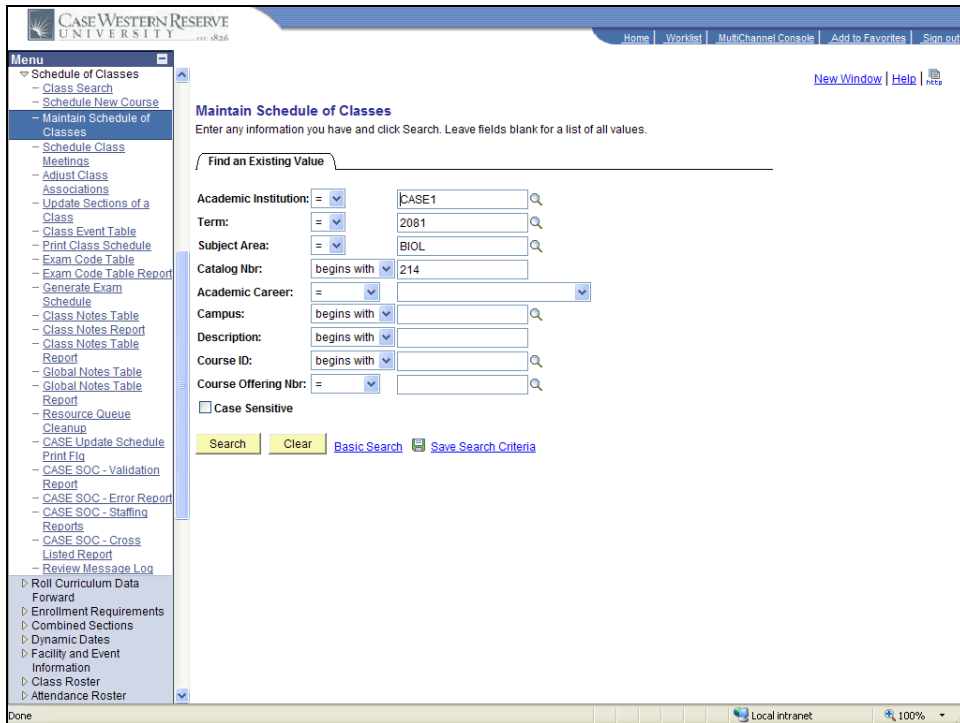 CASE WESTERN RESERVE
UNIVERSITY EST. 1826
Home Worklist MultiChannel Console Add to Favorites Sign out
Menu
Schedule of Classes
Class Search
Schedule New Course
Maintain Schedule of
Classes
Schedule Class
Meetings
Adjust Class
Associations
Update Sections of a
Class
Class Event Table
Print Class Schedule
Exam Code Table
Exam Code Table Report
Generate Exam
Schedule
Class Notes Table
Class Notes Report
Class Notes Table
Report
Global Notes Table
Global Notes Table
Report
Resource Queue
Cleanup
CASE Update Schedule
Print Flg
CASE SOC - Validation
Report
CASE SOC - Error Report
CASE SOC - Staffing
Reports
CASE SOC - Cross
Listed Report
Review Message Log
Roll Curriculum Data
Forward
Enrollment Requirements
Combined Sections
Dynamic Dates
Facility and Event
Information
Class Roster
Attendance Roster
New Window Help http
Maintain Schedule of Classes
Enter any information you have and click Search. Leave fields blank for a list of all values.
Find an Existing Value
Academic Institution: = CASE1
Term: = 2081
Subject Area: = BIOL
Catalog Nbr: begins with 214
Academic Career: =
Campus: begins with
Description: begins with
Course ID: begins with
Course Offering Nbr: =
Case Sensitive
Search Clear Basic Search Save Search Criteria
Done Local intranet 100%